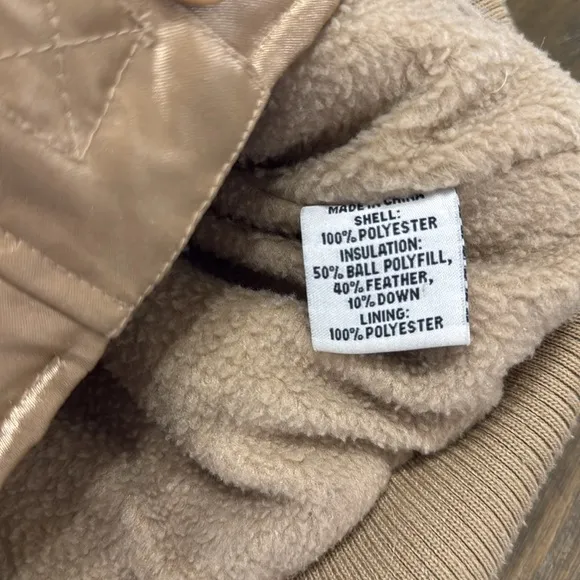 MADE IN CHINA
SHELL:
100% POLYESTER
INSULATION:
50% BALL POLYFILL,
40% FEATHER,
10% DOWN
LINING:
100% POLYESTER